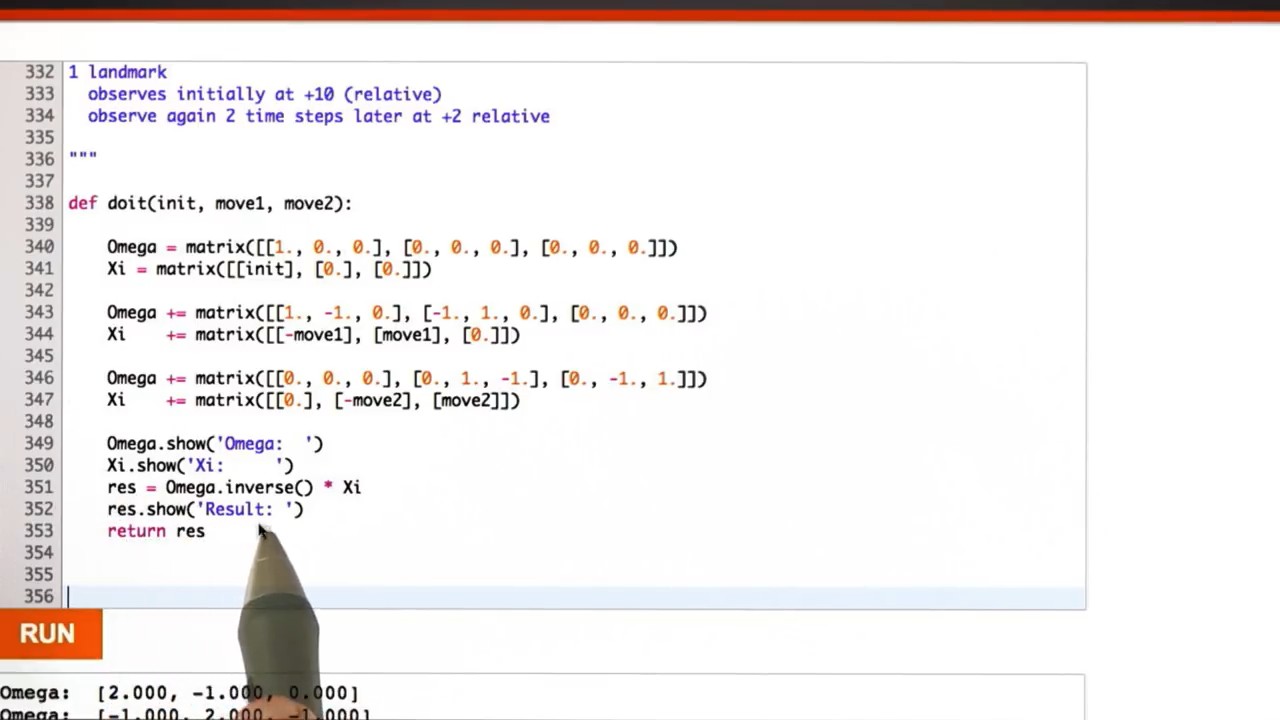 332 1 landmark
333 observes initially at +10 (relative)
334 observe again 2 time steps later at +2 relative
335
336 """
337
338 def doit(init, move1, move2):
339
340 Omega = matrix([[1., 0., 0.], [0., 0., 0.], [0., 0., 0.]])
341 Xi = matrix([[init], [0.], [0.]])
342
343 Omega += matrix([[1., -1., 0.], [-1., 1., 0.], [0., 0., 0.]])
344 Xi += matrix([[-move1], [move1], [0.]])
345
346 Omega += matrix([[0., 0., 0.], [0., 1., -1.], [0., -1., 1.]])
347 Xi += matrix([[0.], [-move2], [move2]])
348
349 Omega.show('Omega: ')
350 Xi.show('Xi: ')
351 res = Omega.inverse() * Xi
352 res.show('Result: ')
353 return res
354
355
356
RUN
Omega: [2.000, -1.000, 0.000]
Omega: [-1.000, 2.000, -1.000]